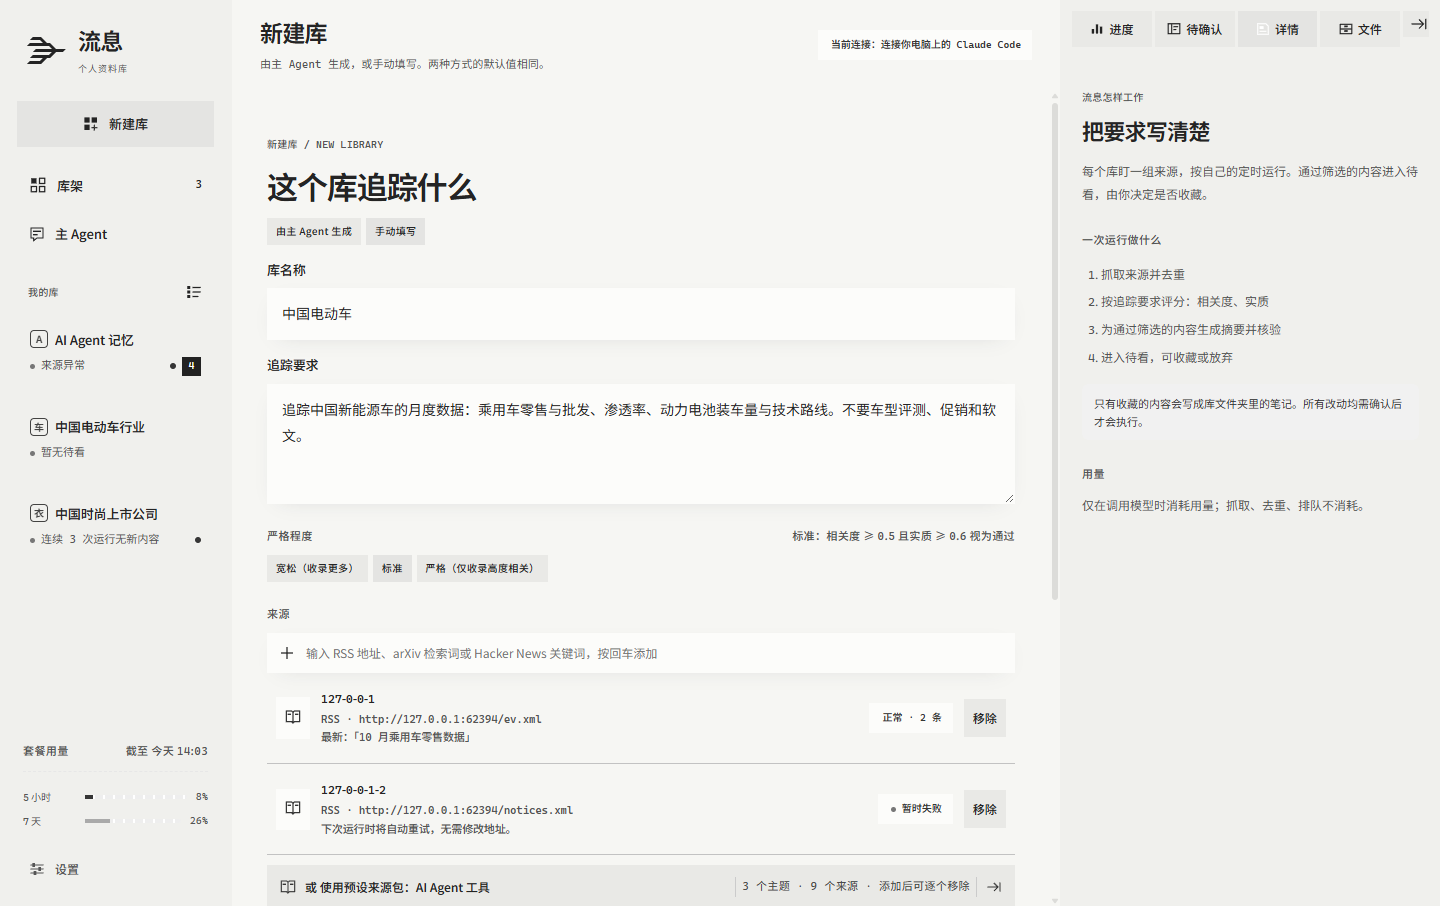 流息
个人资料库
新建库
库架
3
主 Agent
我的库
A
AI Agent 记忆
来源异常
4
车
中国电动车行业
暂无待看
衣
中国时尚上市公司
连续 3 次运行无新内容
套餐用量
截至 今天 14:03
5 小时
8%
7 天
26%
设置
新建库
由主 Agent 生成，或手动填写。两种方式的默认值相同。
当前连接：连接你电脑上的 Claude Code
新建库 / NEW LIBRARY
这个库追踪什么
由主 Agent 生成
手动填写
库名称
中国电动车
追踪要求
追踪中国新能源车的月度数据：乘用车零售与批发、渗透率、动力电池装车量与技术路线。不要车型评测、促销和软
文。
严格程度
标准：相关度 ≥ 0.5 且实质 ≥ 0.6 视为通过
宽松（收录更多）
标准
严格（仅收录高度相关）
来源
输入 RSS 地址、arXiv 检索词或 Hacker News 关键词，按回车添加
127-0-0-1
RSS · http://127.0.0.1:62394/ev.xml
最新：「10 月乘用车零售数据」
正常 · 2 条
移除
127-0-0-1-2
RSS · http://127.0.0.1:62394/notices.xml
下次运行时将自动重试，无需修改地址。
暂时失败
移除
或 使用预设来源包：AI Agent 工具
3 个主题 · 9 个来源 · 添加后可逐个移除
进度
待确认
详情
文件
流息怎样工作
把要求写清楚
每个库盯一组来源，按自己的定时运行。通过筛选的内容进入待
看，由你决定是否收藏。
一次运行做什么
1. 抓取来源并去重
2. 按追踪要求评分：相关度、实质
3. 为通过筛选的内容生成摘要并核验
4. 进入待看，可收藏或放弃
只有收藏的内容会写成库文件夹里的笔记。所有改动均需确认后
才会执行。
用量
仅在调用模型时消耗用量；抓取、去重、排队不消耗。